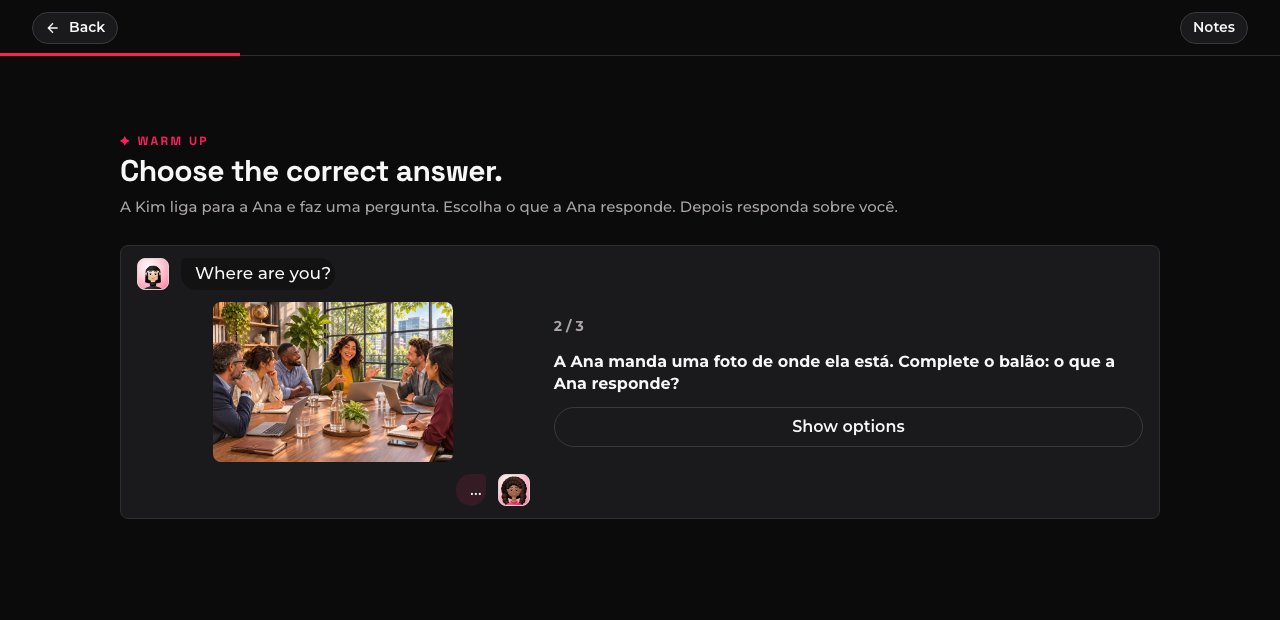 Back
Notes
WARM UP
Choose the correct answer.
A Kim liga para a Ana e faz uma pergunta. Escolha o que a Ana responde. Depois responda sobre você.
Where are you?
2 / 3
A Ana manda uma foto de onde ela está. Complete o balão: o que a
Ana responde?
Show options
...